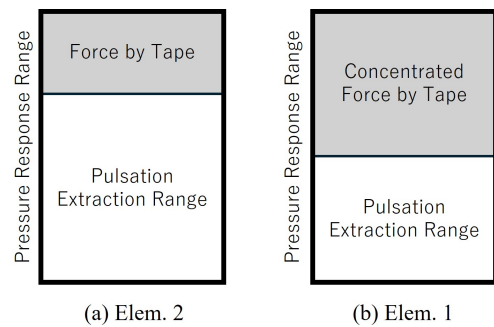 Pressure Response Range
Force by Tape
Pulsation
Extraction Range
(a) Elem. 2
Pressure Response Range
Concentrated
Force by Tape
Pulsation
Extraction Range
(b) Elem. 1